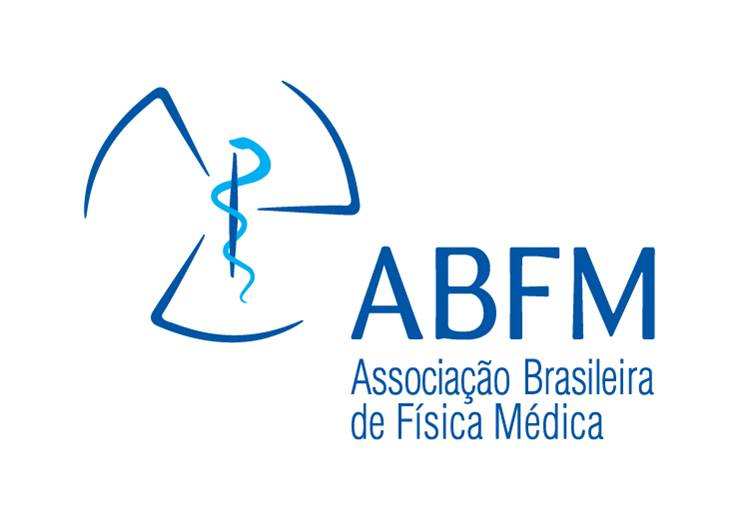 ABFM
Associação Brasileira
de Física Médica